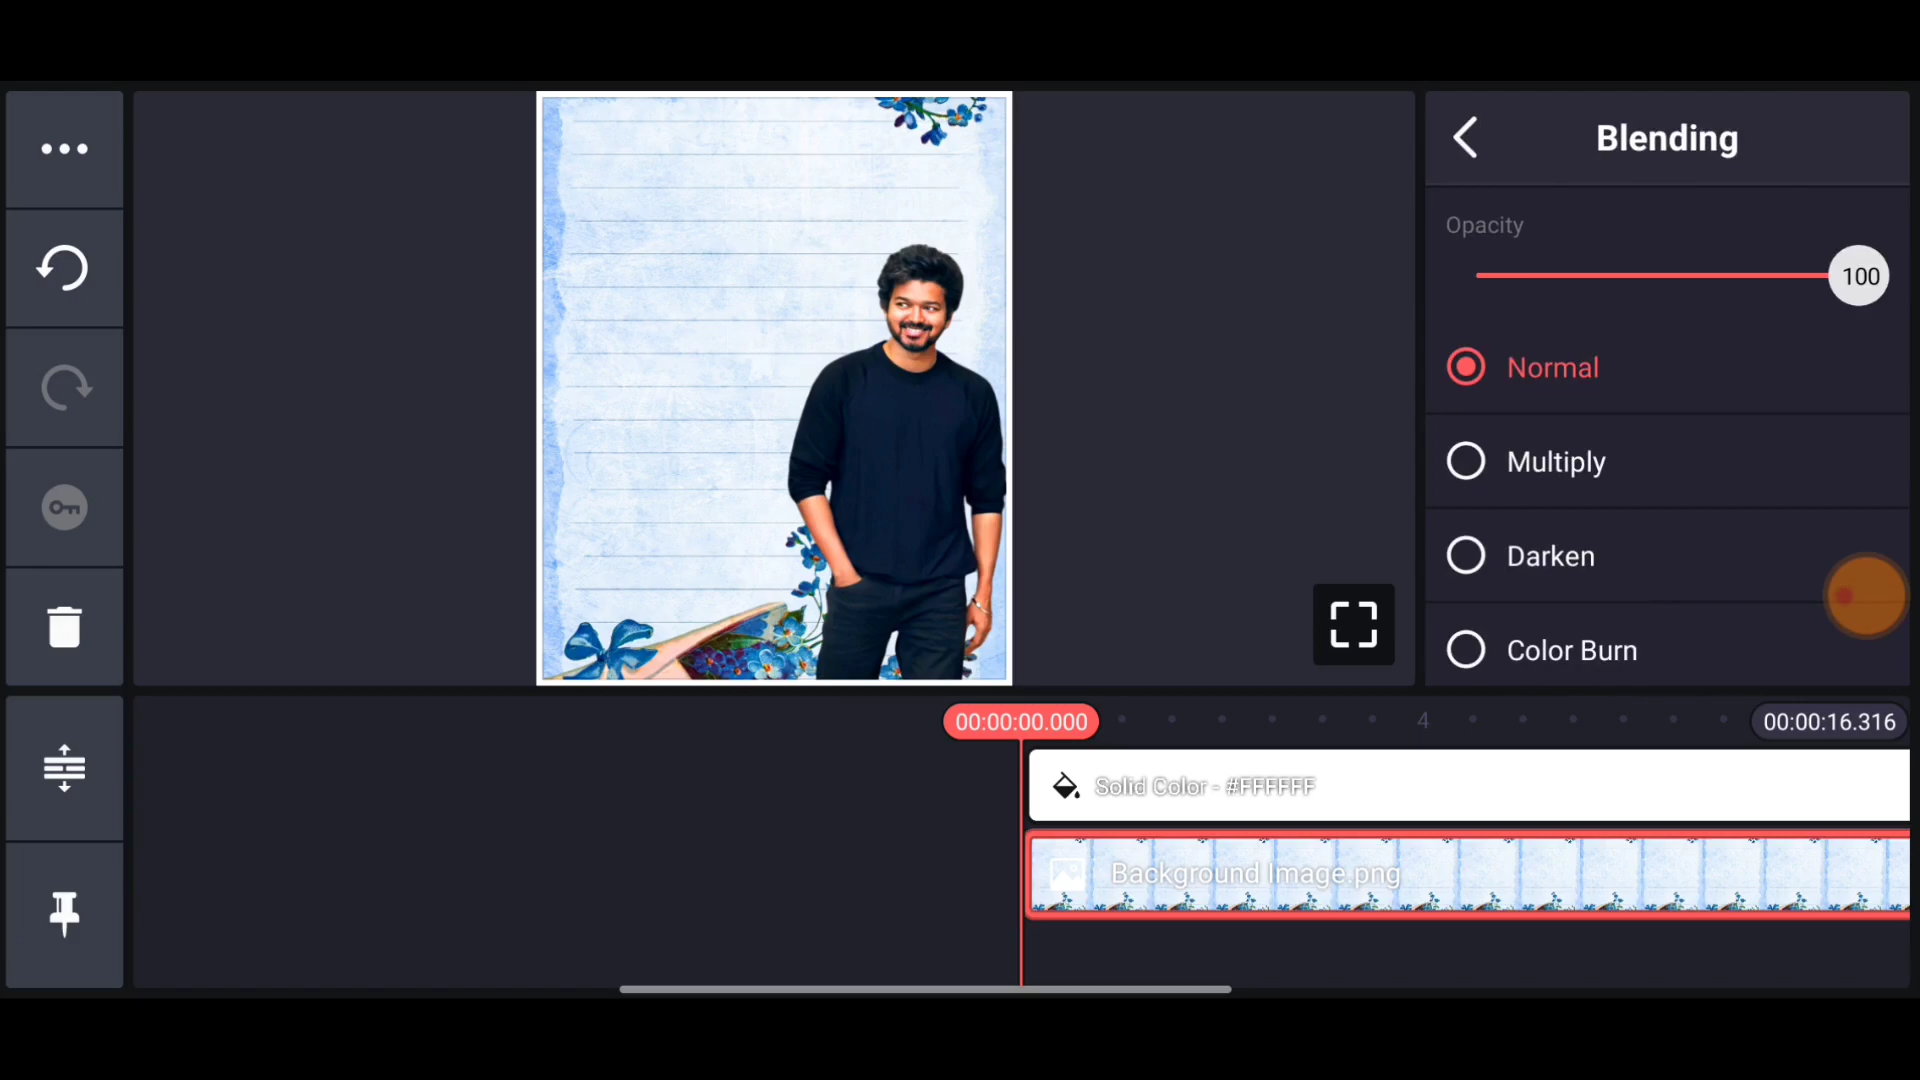 Blending
Opacity
100
Normal
Multiply
Darken
Color Burn
00:00:00.000
4
00:00:16.316
Solid Color - #FFFFFF
Background Image.png